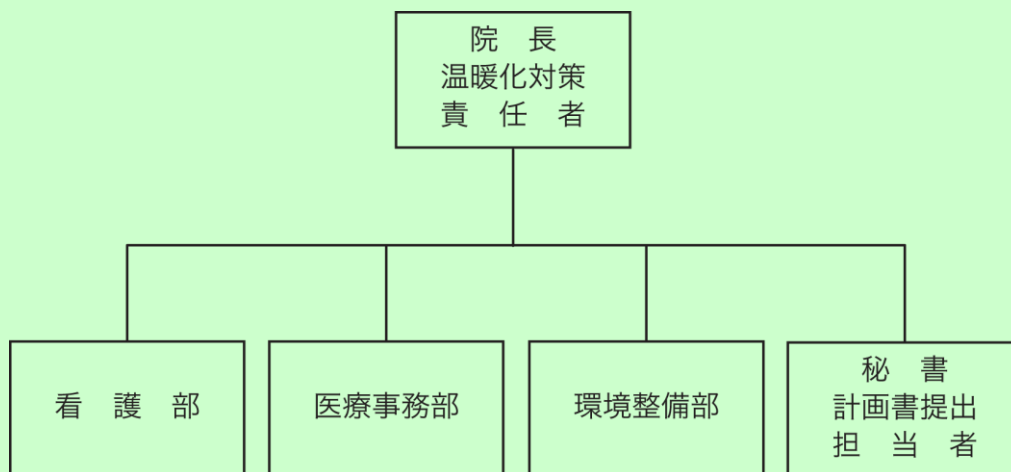 院　長
温暖化対策
責　任　者
看　護　部
医療事務部
環境整備部
秘　書
計画書提出
担　当　者